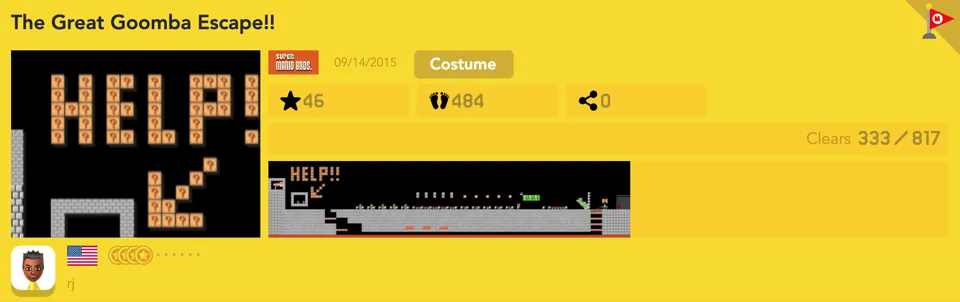 The Great Goomba Escape!!
SUPER
MARIO BROS.
09/14/2015
Costume
46
484
0
Clears 333/817
HELP
HELP!!
rj